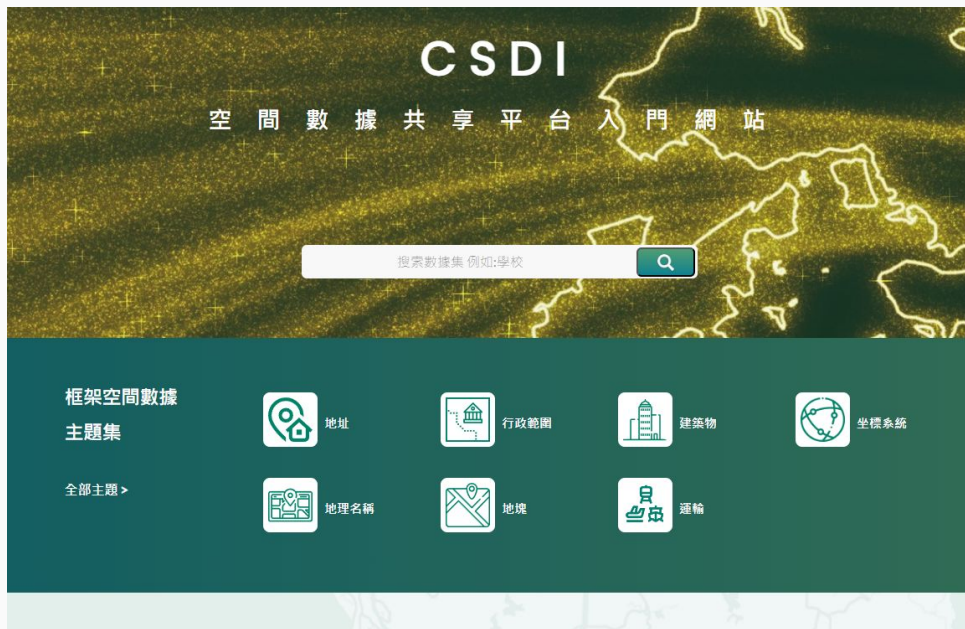 CSDI
空間數據共享平台入門網站
搜索數據集 例如:學校
框架空間數據
主題集
全部主題 >
地址
行政範圍
建築物
坐標系統
地理名稱
地塊
運輸